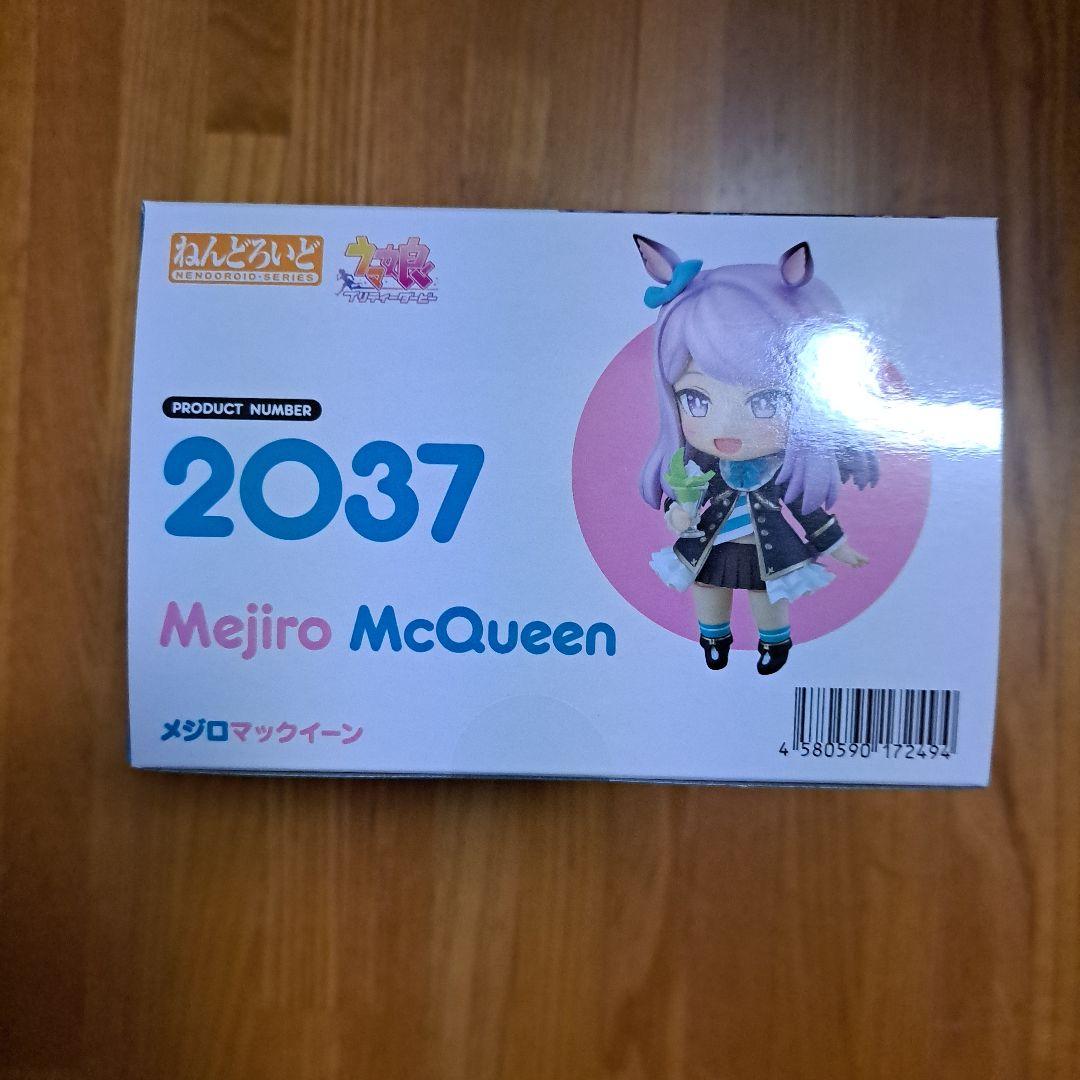 ねんどろいど
NENDOROID・SERIES
ウマ娘
プリティーダービー
PRODUCT NUMBER
2037
Mejiro McQueen
メジロマックイーン
4 580590 172494